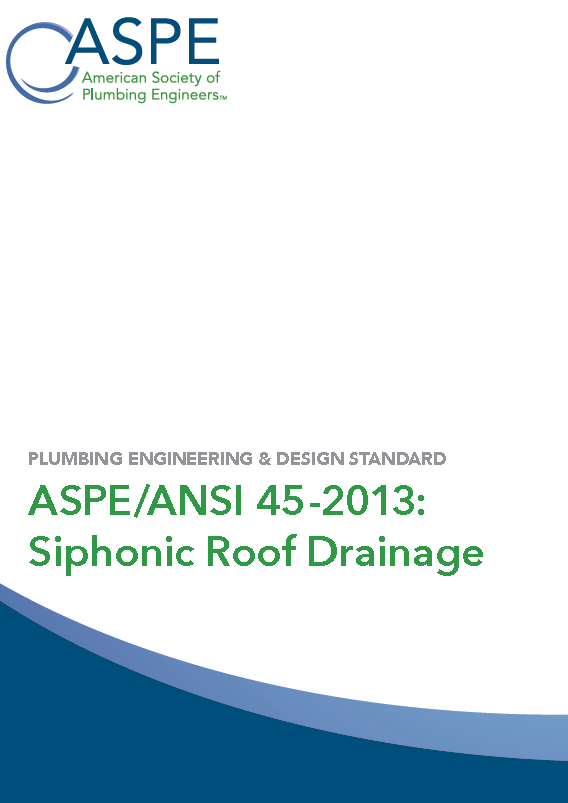 ASPE
American Society of
Plumbing Engineers™
PLUMBING ENGINEERING & DESIGN STANDARD
ASPE/ANSI 45-2013:
Siphonic Roof Drainage